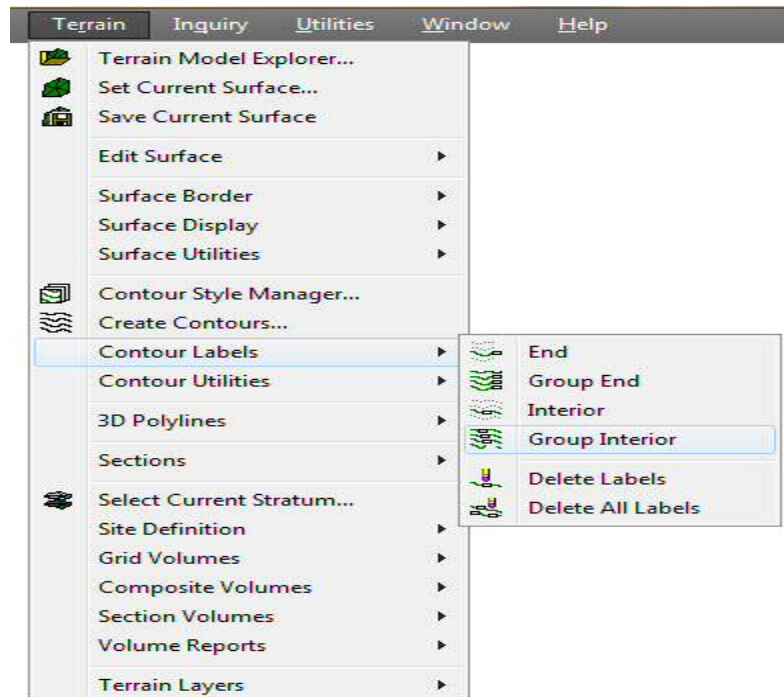 Terrain Inquiry Utilities Window Help
Terrain Model Explorer...
Set Current Surface...
Save Current Surface
Edit Surface
Surface Border
Surface Display
Surface Utilities
Contour Style Manager...
Create Contours...
Contour Labels
Contour Utilities
3D Polylines
Sections
Select Current Stratum...
Site Definition
Grid Volumes
Composite Volumes
Section Volumes
Volume Reports
Terrain Layers
End
Group End
Interior
Group Interior
Delete Labels
Delete All Labels